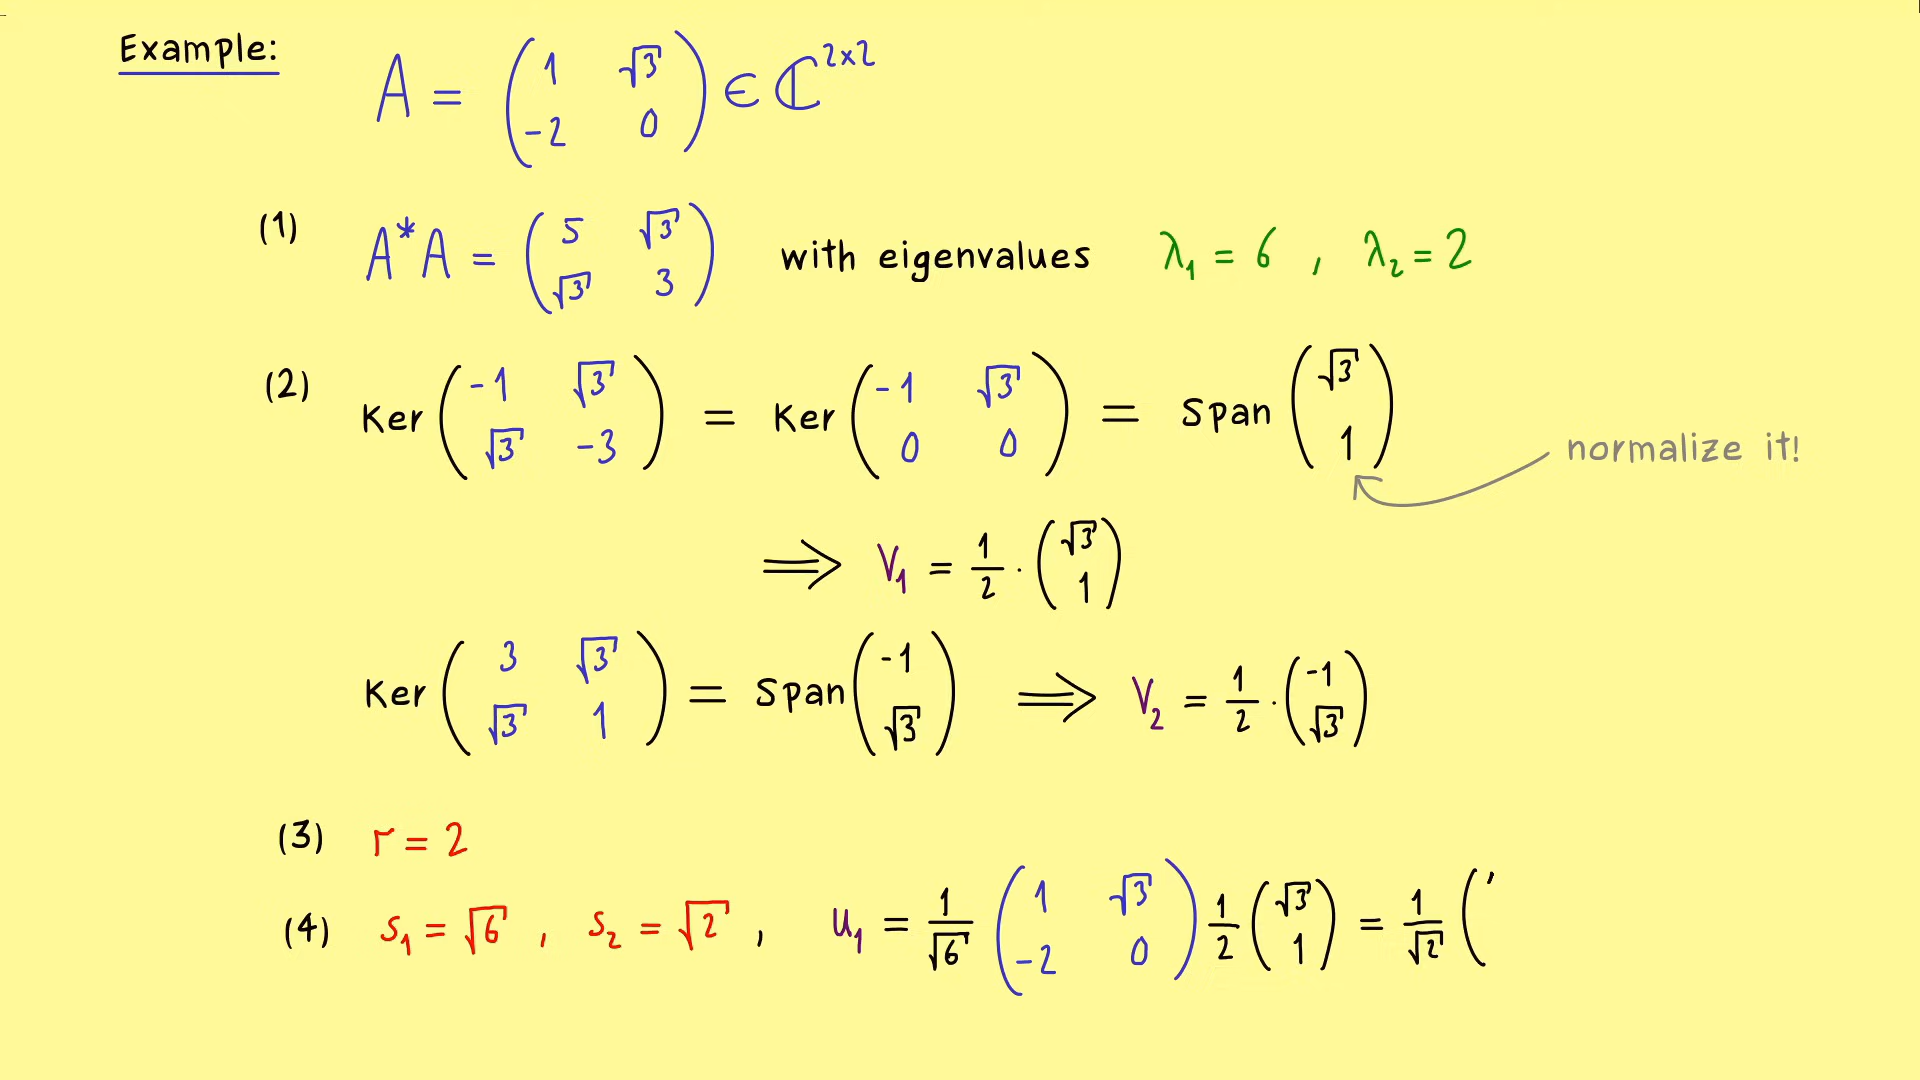 Example: A = ( 1 √3 ; -2 0 ) ∈ ℂ^{2×2}
(1) A*A = ( 5 √3 ; √3 3 ) with eigenvalues λ₁ = 6 , λ₂ = 2
(2) Ker ( -1 √3 ; √3 -3 ) = Ker ( -1 √3 ; 0 0 ) = Span ( √3 ; 1 ) normalize it!
⟹ V₁ = 1/2 · ( √3 ; 1 )
Ker ( 3 √3 ; √3 1 ) = Span ( -1 ; √3 ) ⟹ V₂ = 1/2 · ( -1 ; √3 )
(3) r = 2
(4) s₁ = √6 , s₂ = √2 , u₁ = 1/√6 ( 1 √3 ; -2 0 ) 1/2 ( √3 ; 1 ) = 1/√2 (